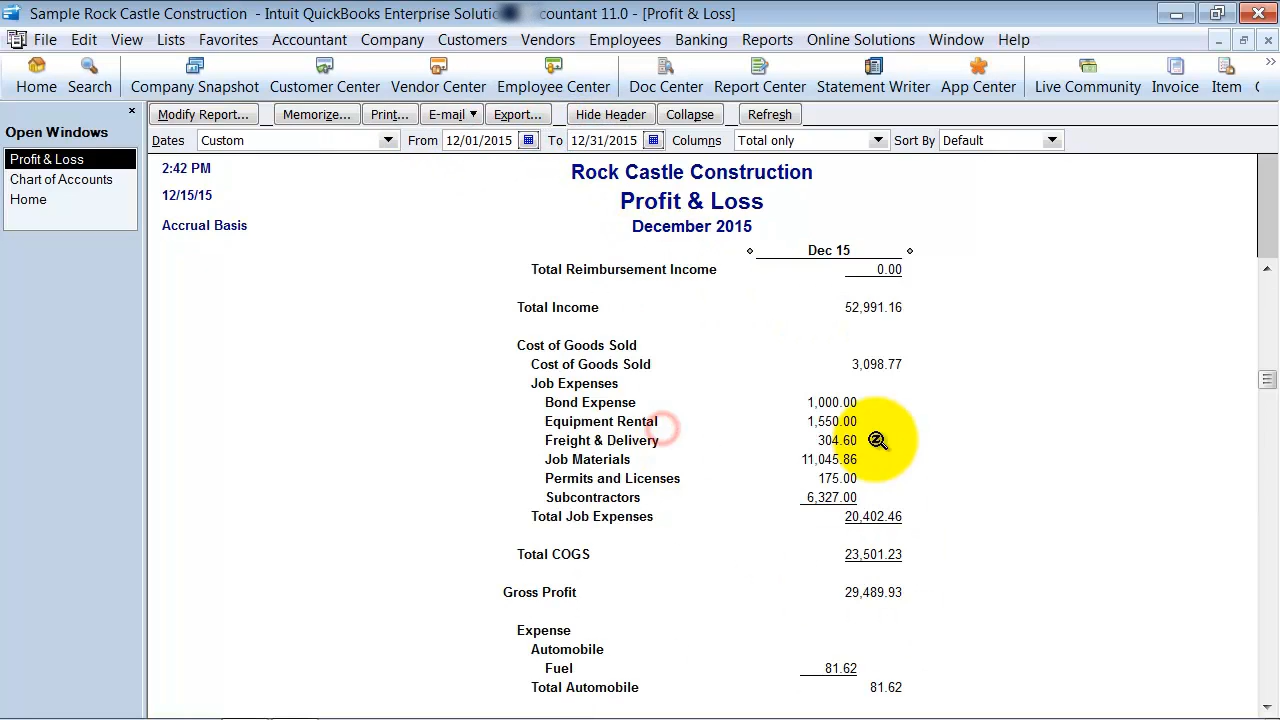 Sample Rock Castle Construction - Intuit QuickBooks Enterprise Soluti countant 11.0 - [Profit & Loss]
File Edit View Lists Favorites Accountant Company Customers Vendors Employees Banking Reports Online Solutions Window Help
Home Search Company Snapshot Customer Center Vendor Center Employee Center Doc Center Report Center Statement Writer App Center Live Community Invoice Item
Open Windows
Profit & Loss
Chart of Accounts
Home
Modify Report... Memorize... Print... E-mail Export... Hide Header Collapse Refresh
Dates Custom From 12/01/2015 To 12/31/2015 Columns Total only Sort By Default
2:42 PM
12/15/15
Accrual Basis
Rock Castle Construction
Profit & Loss
December 2015
Dec 15
Total Reimbursement Income 0.00
Total Income 52,991.16
Cost of Goods Sold
Cost of Goods Sold 3,098.77
Job Expenses
Bond Expense 1,000.00
Equipment Rental 1,550.00
Freight & Delivery 304.60
Job Materials 11,045.86
Permits and Licenses 175.00
Subcontractors 6,327.00
Total Job Expenses 20,402.46
Total COGS 23,501.23
Gross Profit 29,489.93
Expense
Automobile
Fuel 81.62
Total Automobile 81.62